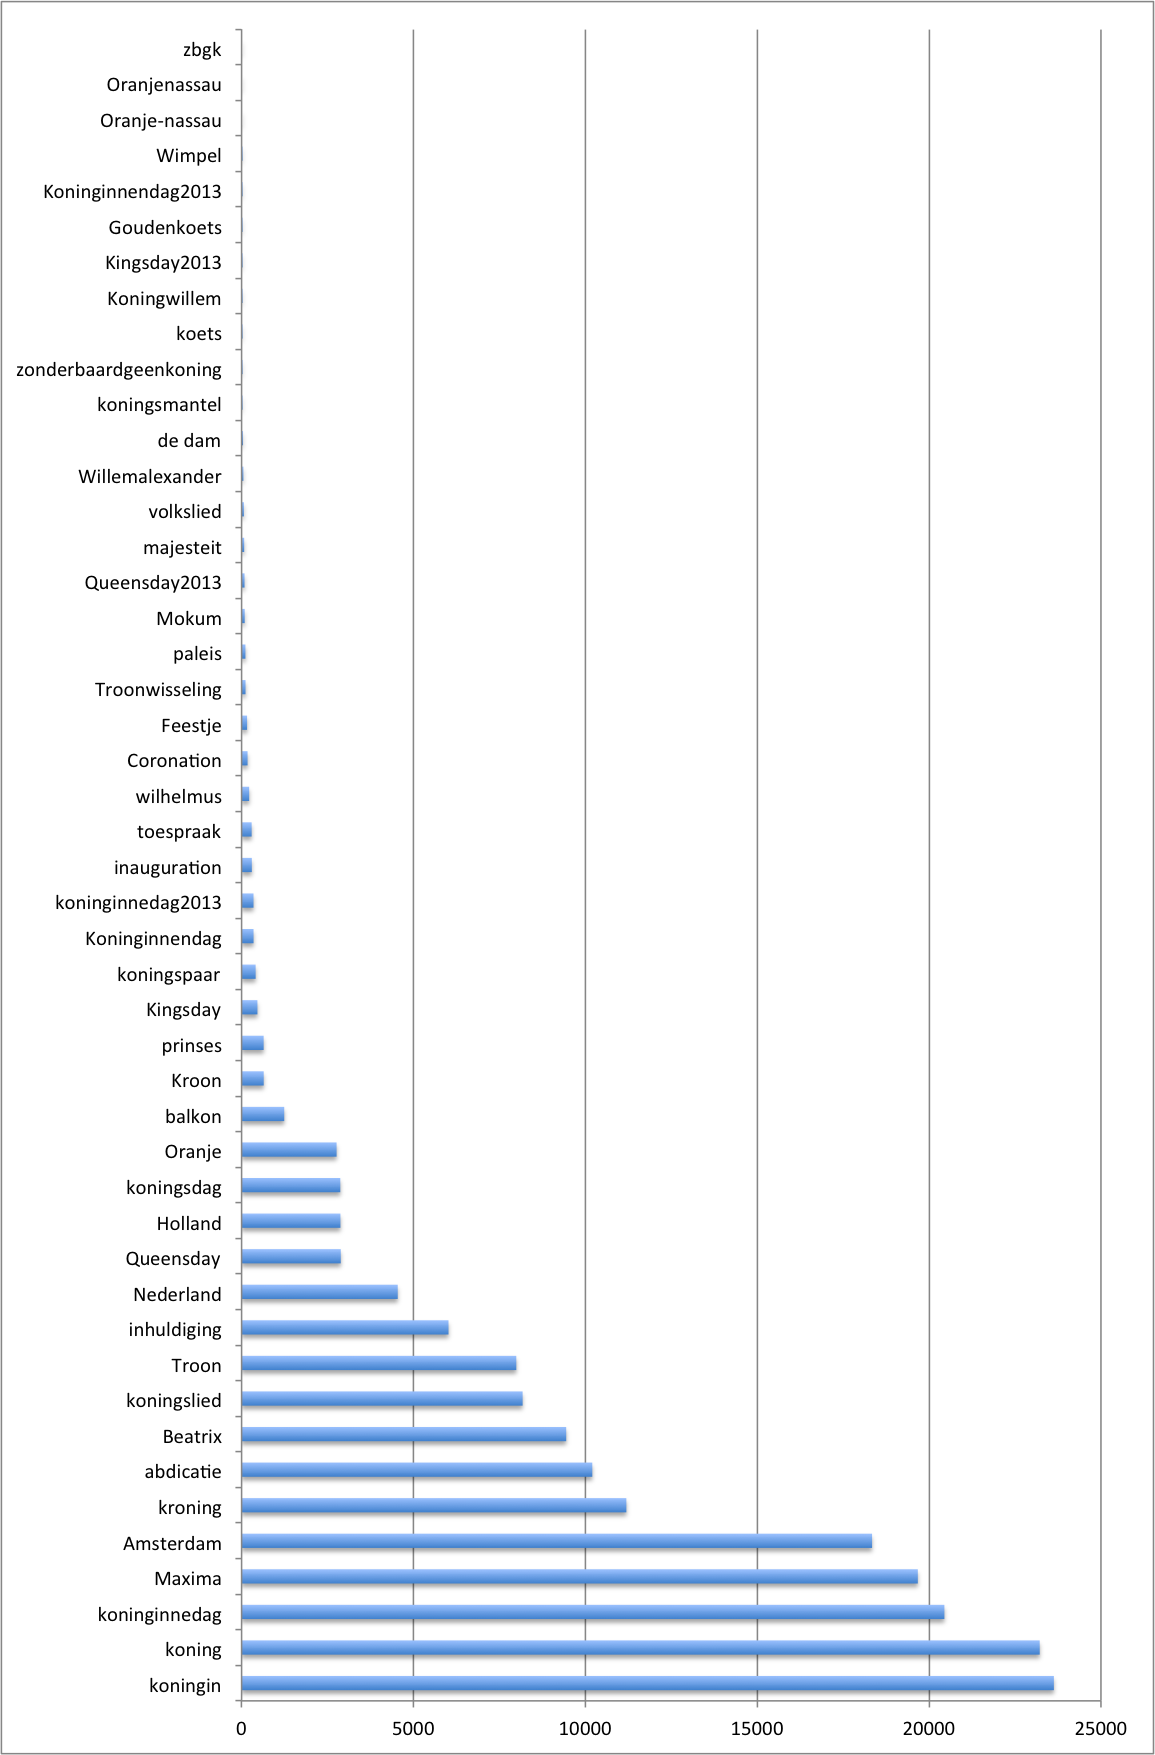 zbgk
Oranjenassau
Oranje-nassau
Wimpel
Koninginnendag2013
Goudenkoets
Kingsday2013
Koningwillem
koets
zonderbaardgeenkoning
koningsmantel
de dam
Willemalexander
volkslied
majesteit
Queensday2013
Mokum
paleis
Troonwisseling
Feestje
Coronation
wilhelmus
toespraak
inauguration
koninginnedag2013
Koninginnendag
koningspaar
Kingsday
prinses
Kroon
balkon
Oranje
koningsdag
Holland
Queensday
Nederland
inhuldiging
Troon
koningslied
Beatrix
abdicatie
kroning
Amsterdam
Maxima
koninginnedag
koning
koningin
0 5000 10000 15000 20000 25000